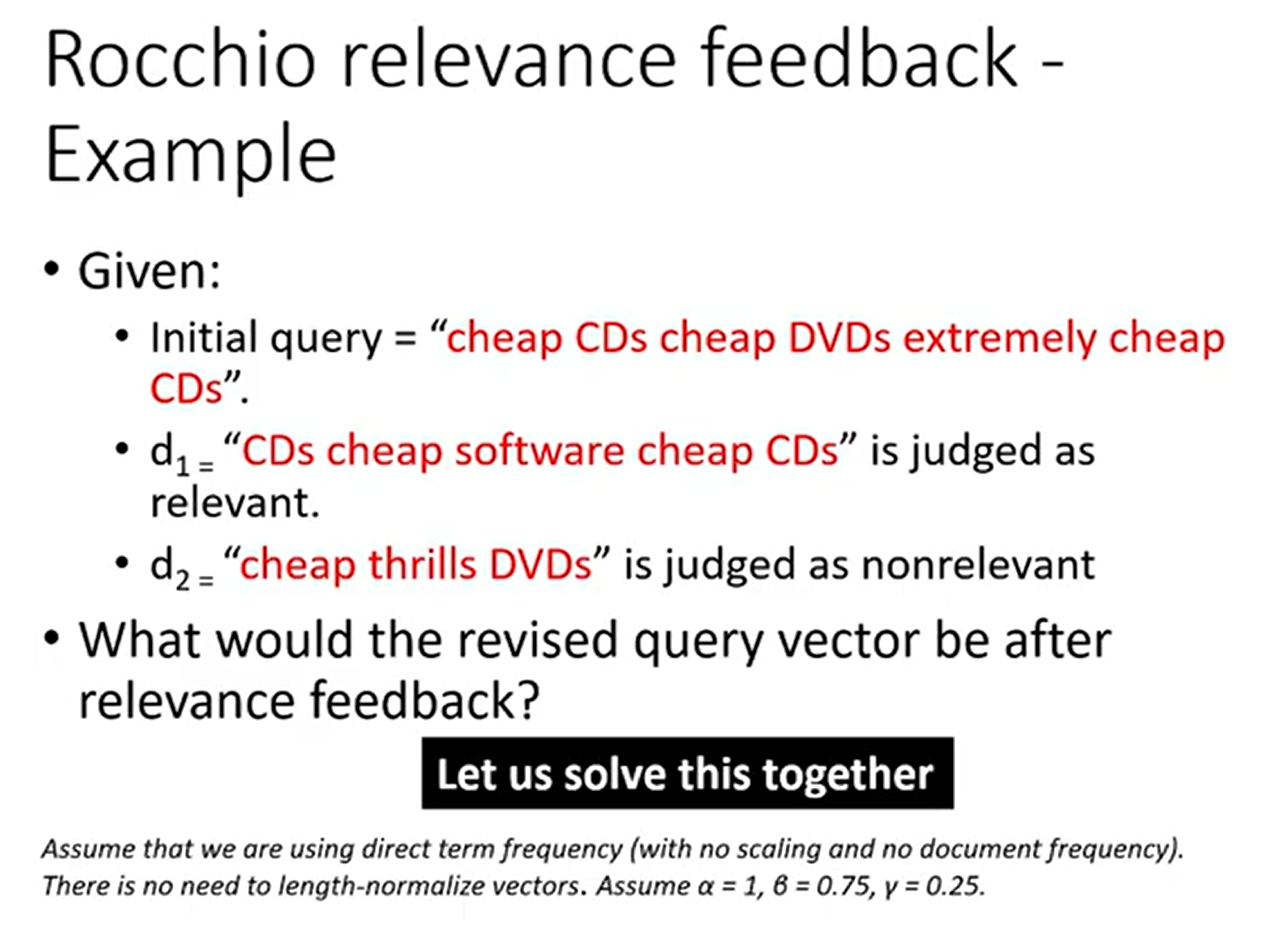 Rocchio relevance feedback -
Example
• Given:
• Initial query = “cheap CDs cheap DVDs extremely cheap
CDs”.
• d₁ ₌ “CDs cheap software cheap CDs” is judged as
relevant.
• d₂ ₌ “cheap thrills DVDs” is judged as nonrelevant
• What would the revised query vector be after
relevance feedback?
Let us solve this together
Assume that we are using direct term frequency (with no scaling and no document frequency).
There is no need to length-normalize vectors. Assume α = 1, β = 0.75, γ = 0.25.